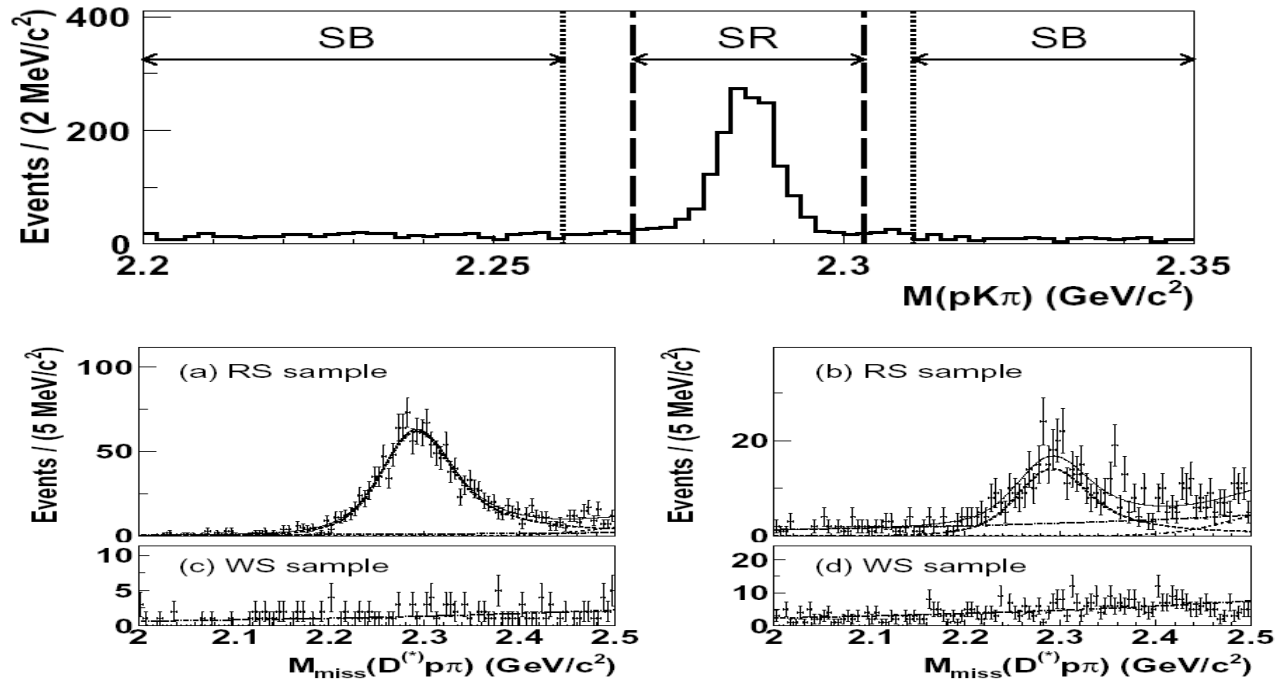 Events / (2 MeV/c²)
400
200
0
SB
SR
SB
2.2
2.25
2.3
2.35
M(pKπ) (GeV/c²)
Events / (5 MeV/c²)
100
50
0
(a) RS sample
10
5
0
(c) WS sample
2
2.1
2.2
2.3
2.4
2.5
M_miss(D^(*)pπ) (GeV/c²)
Events / (5 MeV/c²)
20
0
(b) RS sample
20
10
0
(d) WS sample
2
2.1
2.2
2.3
2.4
2.5
M_miss(D^(*)pπ) (GeV/c²)